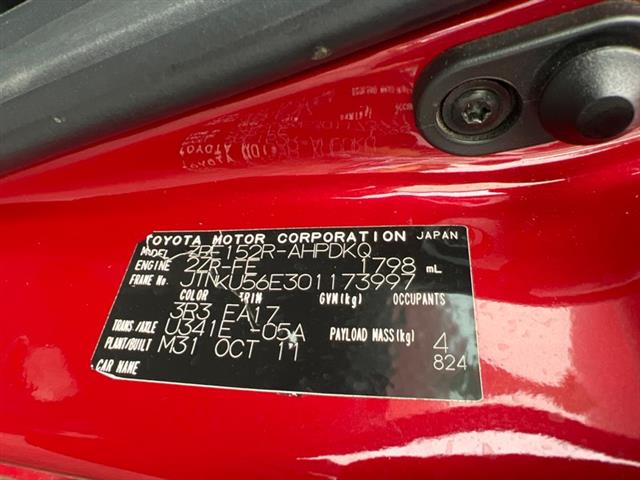 TOYOTA MOTOR CORPORATION JAPAN
MODEL ZRE152R-AHPDKQ
ENGINE 2ZR-FE 1798 mL
FRAME No. JTNKU56E301173997
COLOR TRIM GVM(kg) OCCUPANTS
3R3 EA17
TRANS/AXLE U341E -05A PAYLOAD MASS(kg) 4
PLANT/BUILT M31 OCT 11 824
CAR NAME